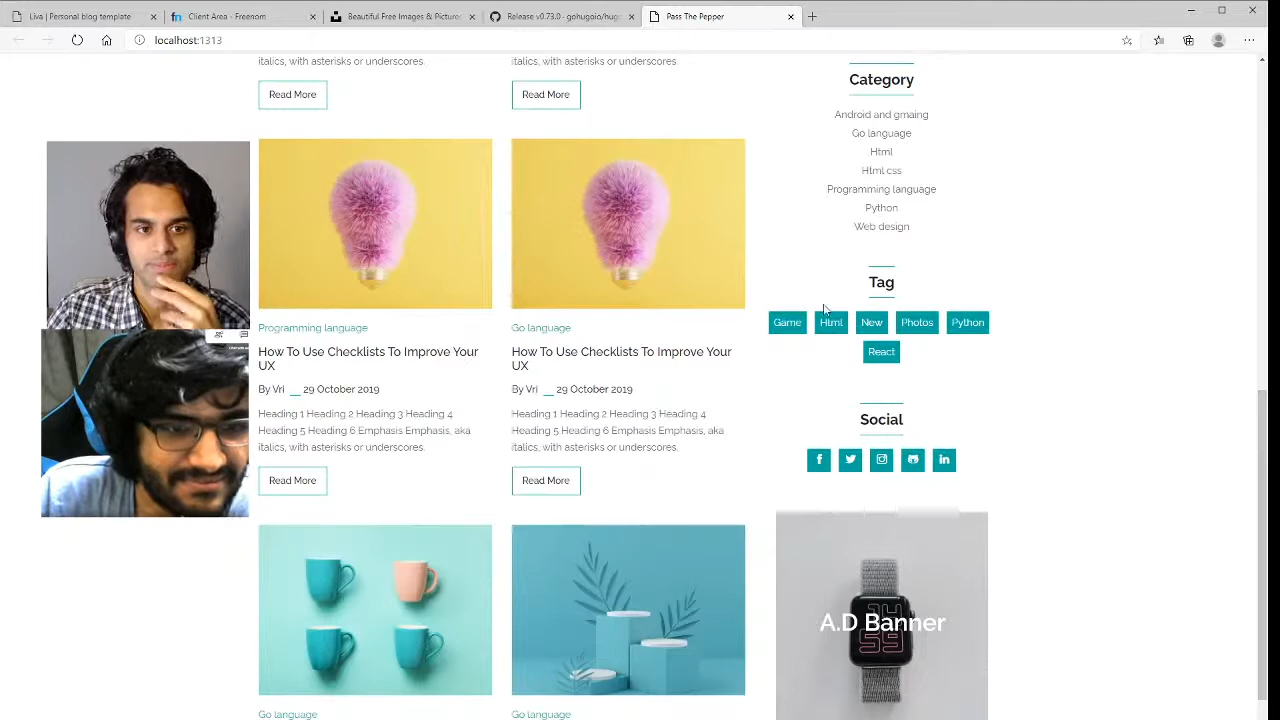 Liva | Personal blog template
Client Area - Freenom
Beautiful Free Images & Pictures
Release v0.73.0 · gohugoio/hugo
Pass The Pepper
localhost:1313
italics, with asterisks or underscores.
Read More
italics, with asterisks or underscores.
Read More
Programming language
How To Use Checklists To Improve Your
UX
By Vri __ 29 October 2019
Heading 1 Heading 2 Heading 3 Heading 4
Heading 5 Heading 6 Emphasis Emphasis, aka
italics, with asterisks or underscores.
Read More
Go language
How To Use Checklists To Improve Your
UX
By Vri __ 29 October 2019
Heading 1 Heading 2 Heading 3 Heading 4
Heading 5 Heading 6 Emphasis Emphasis, aka
italics, with asterisks or underscores.
Read More
Go language
Go language
Category
Android and gmaing
Go language
Html
Html css
Programming language
Python
Web design
Tag
Game Html New Photos Python
React
Social
A.D Banner